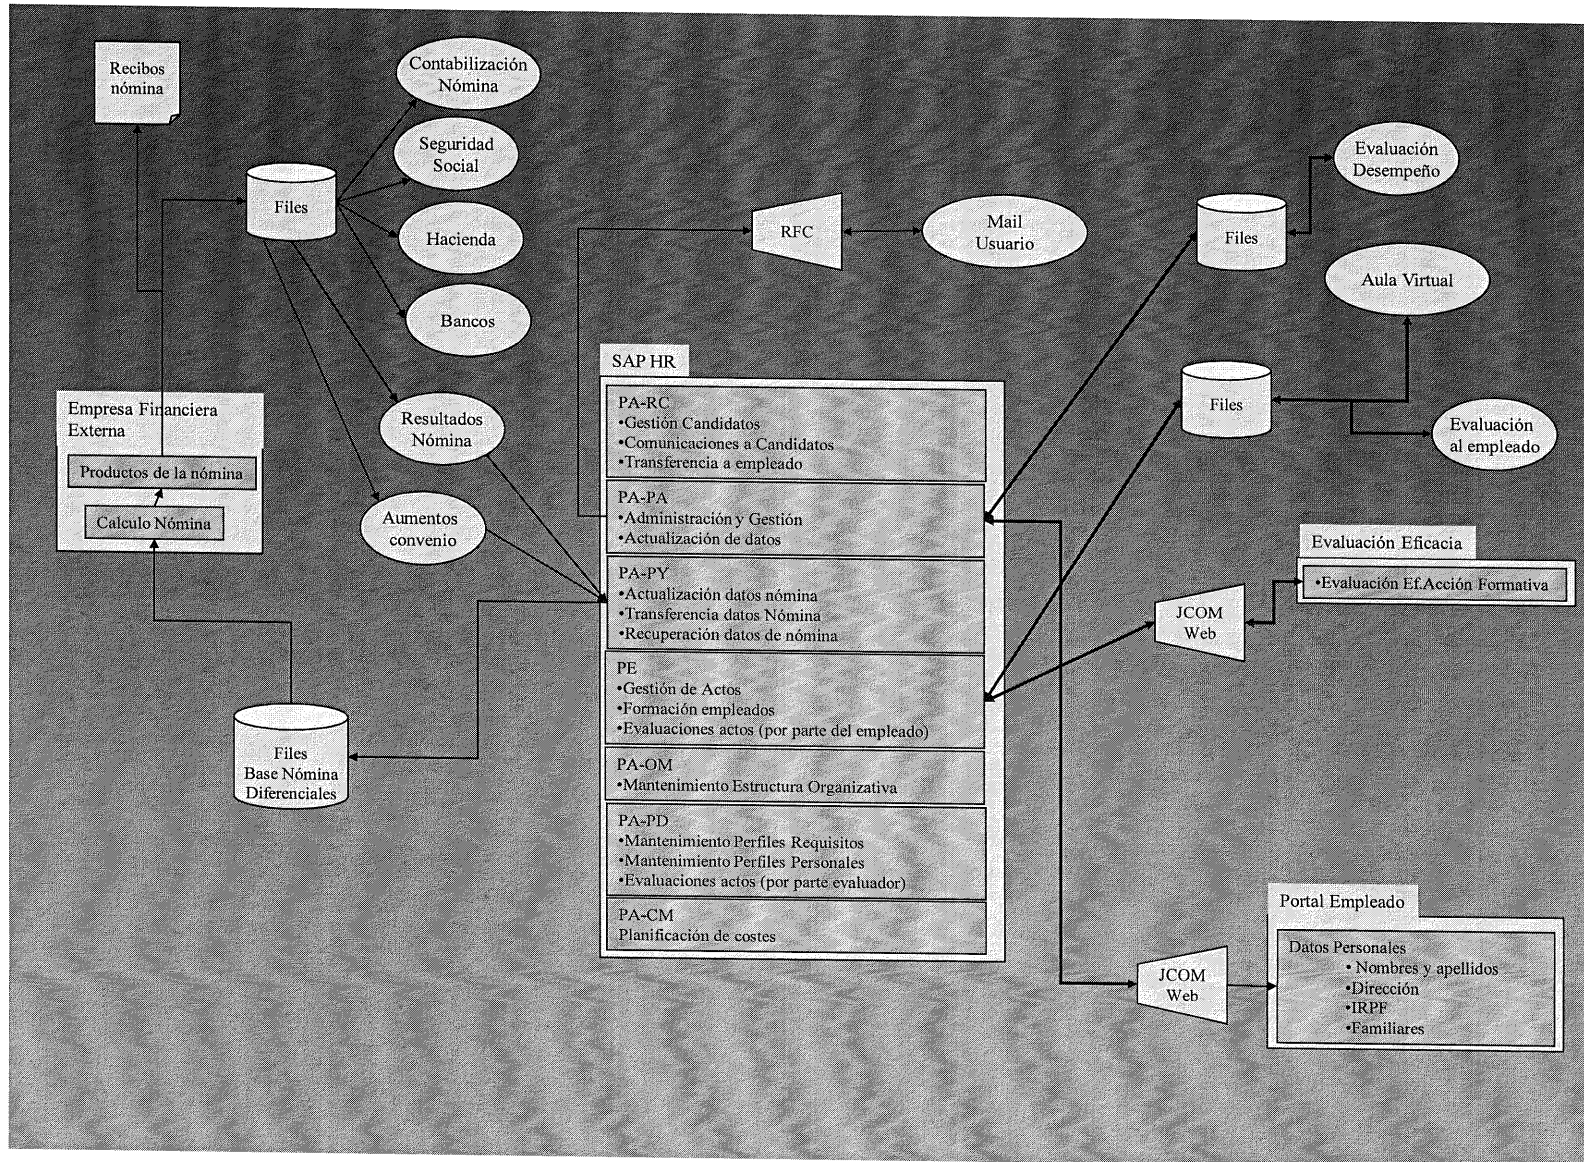 Recibos
nómina
Contabilización
Nómina
Seguridad
Social
Files
Hacienda
Bancos
RFC
Mail
Usuario
Evaluación
Desempeño
Files
Aula Virtual
Files
Evaluación
al empleado
Empresa Financiera
Externa
Productos de la nómina
Calculo Nómina
Resultados
Nómina
Aumentos
convenio
Files
Base Nómina
Diferenciales
SAP HR
PA-RC
•Gestión Candidatos
•Comunicaciones a Candidatos
•Transferencia a empleado
PA-PA
•Administración y Gestión
•Actualización de datos
PA-PY
•Actualización datos nómina
•Transferencia datos Nómina
•Recuperación datos de nómina
PE
•Gestión de Actos
•Formación empleados
•Evaluaciones actos (por parte del empleado)
PA-OM
•Mantenimiento Estructura Organizativa
PA-PD
•Mantenimiento Perfiles Requisitos
•Mantenimiento Perfiles Personales
•Evaluaciones actos (por parte evaluador)
PA-CM
Planificación de costes
Evaluación Eficacia
•Evaluación Ef.Acción Formativa
JCOM
Web
Portal Empleado
Datos Personales
• Nombres y apellidos
•Dirección
•IRPF
•Familiares
JCOM
Web